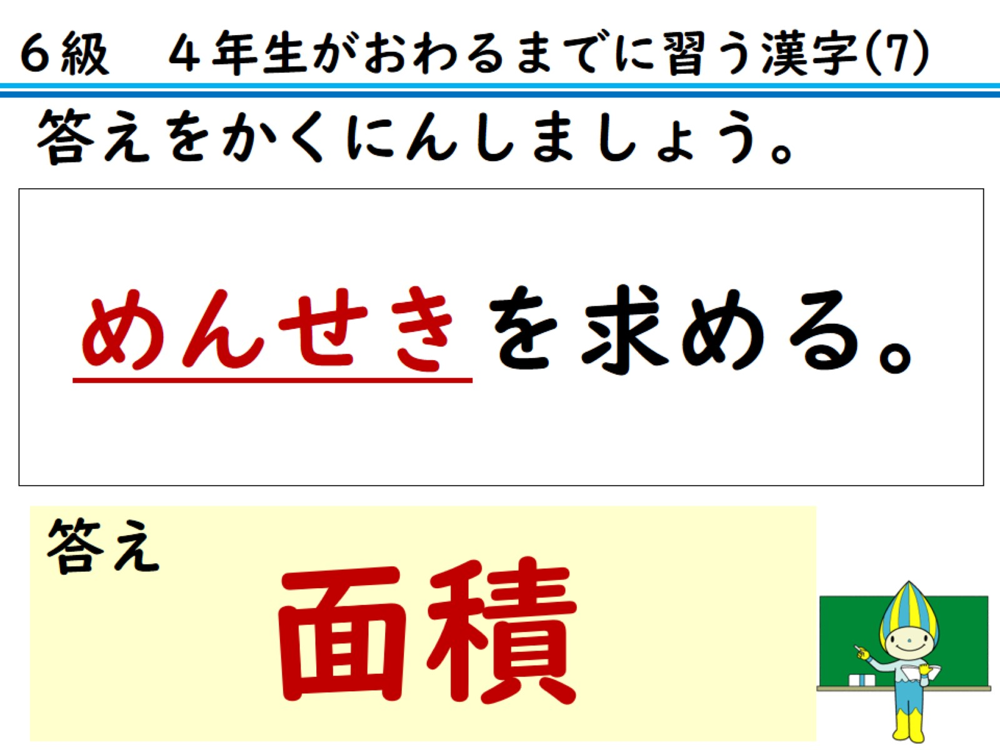 ６級　４年生がおわるまでに習う漢字(7)
答えをかくにんしましょう。
めんせきを求める。
答え
面積